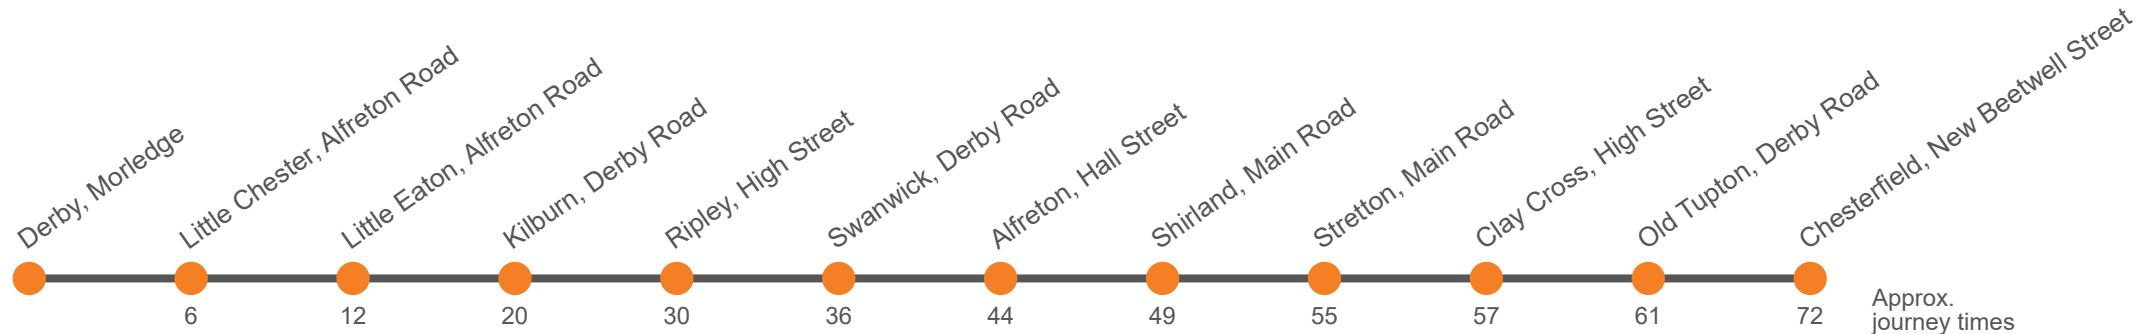 Derby, Morledge
Little Chester, Alfreton Road
Little Eaton, Alfreton Road
Kilburn, Derby Road
Ripley, High Street
Swanwick, Derby Road
Alfreton, Hall Street
Shirland, Main Road
Stretton, Main Road
Clay Cross, High Street
Old Tupton, Derby Road
Chesterfield, New Beetwell Street
6 12 20 30 36 44 49 55 57 61 72
Approx.
journey times